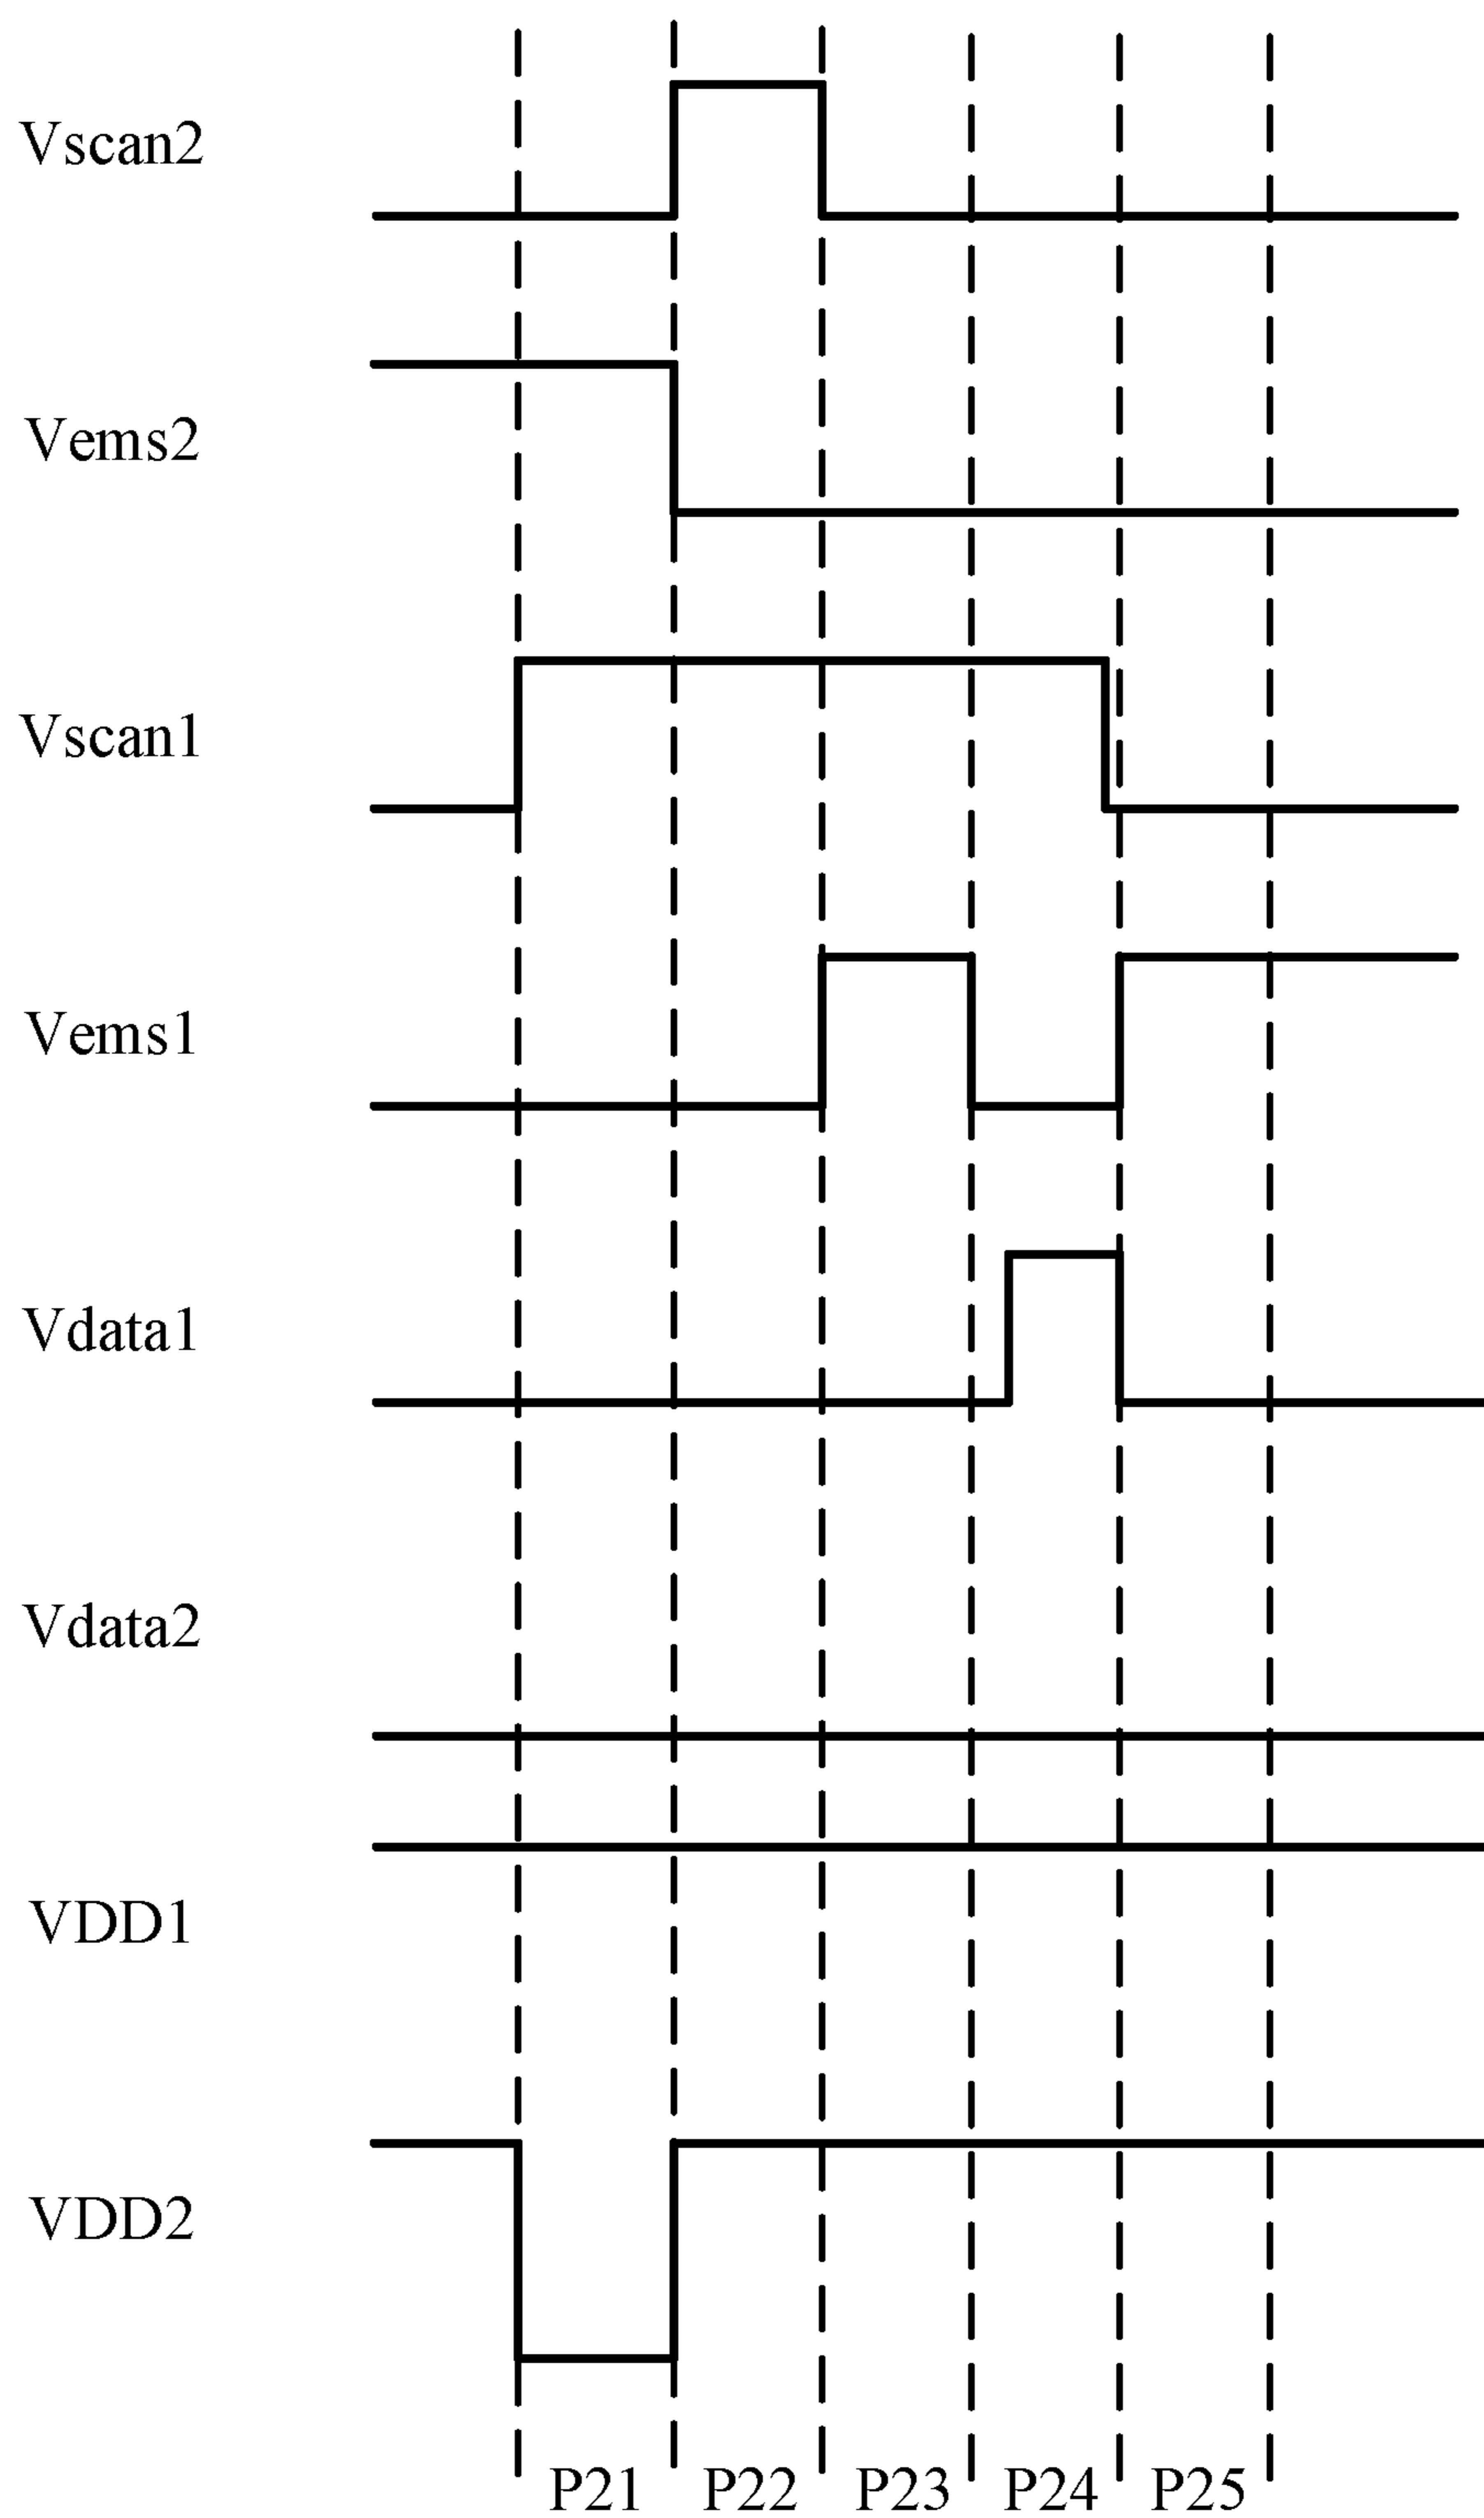 Vscan2
Vems2
Vscan1
Vems1
Vdata1
Vdata2
VDD1
VDD2
P21 P22 P23 P24 P25